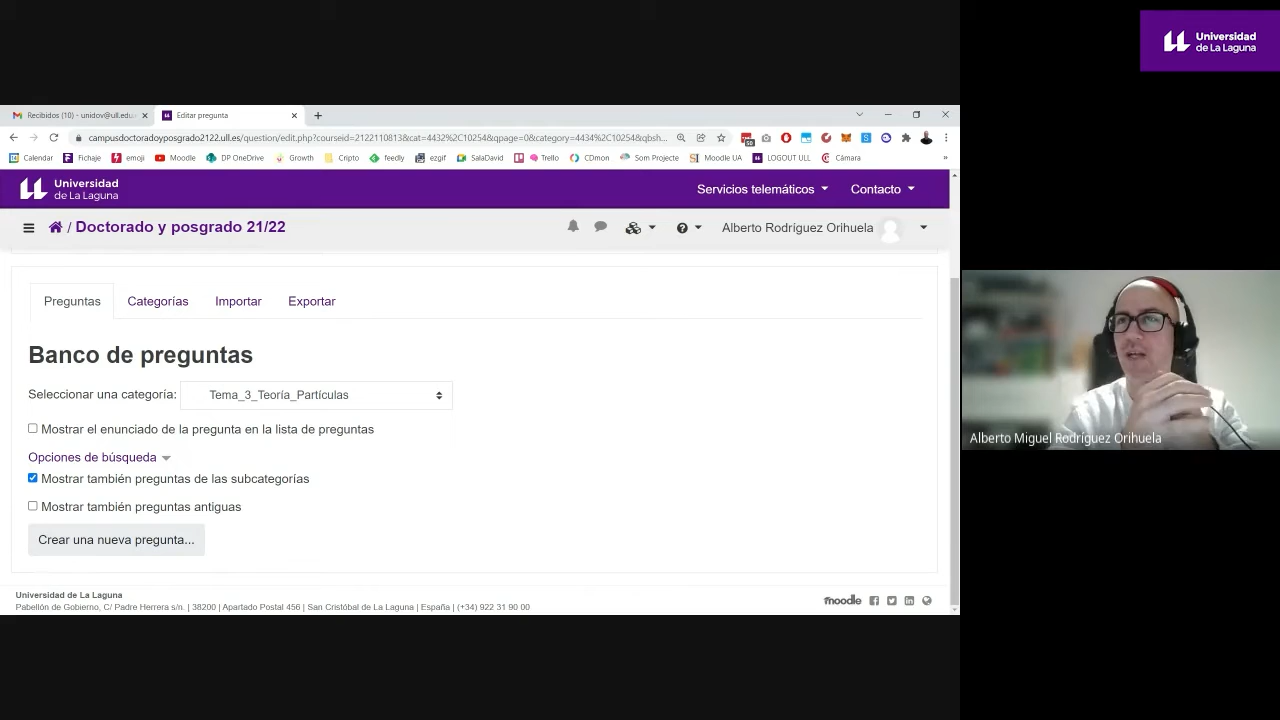 Universidad
de La Laguna
Recibidos (10) - unidov@ull.edu.
Editar pregunta
campusdoctoradoyposgrado2122.ull.es/question/edit.php?courseid=2122110813&cat=4432%2C10254&qpage=0&category=4434%2C10254&qbsh...
Calendar Fichaje emoji Moodle DP OneDrive Growth Cripto feedly ezgif SalaDavid Trello CDmon Som Projecte Moodle UA LOGOUT ULL Cámara »
Universidad
de La Laguna
Servicios telemáticos Contacto
/ Doctorado y posgrado 21/22
Alberto Rodríguez Orihuela
Preguntas Categorías Importar Exportar
Banco de preguntas
Seleccionar una categoría: Tema_3_Teoría_Partículas
Mostrar el enunciado de la pregunta en la lista de preguntas
Opciones de búsqueda
Mostrar también preguntas de las subcategorías
Mostrar también preguntas antiguas
Crear una nueva pregunta...
Universidad de La Laguna
Pabellón de Gobierno, C/ Padre Herrera s/n. | 38200 | Apartado Postal 456 | San Cristóbal de La Laguna | España | (+34) 922 31 90 00
moodle
Alberto Miguel Rodríguez Orihuela